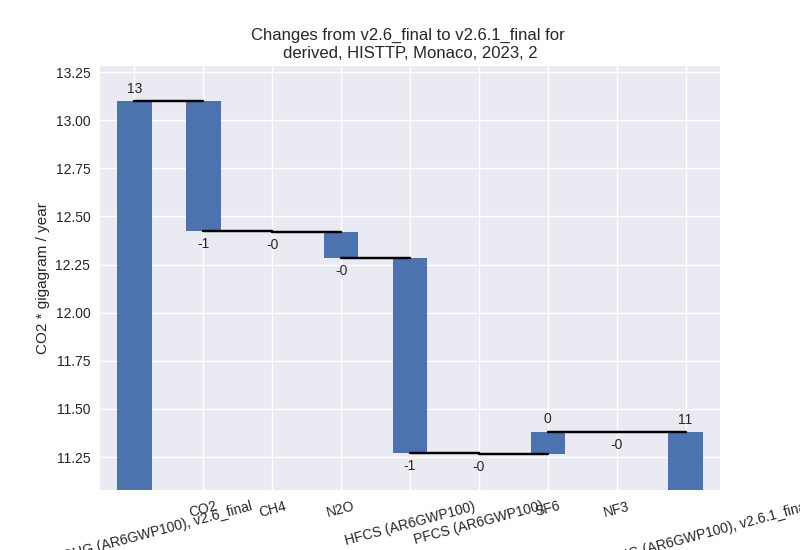 Changes from v2.6_final to v2.6.1_final for
derived, HISTTP, Monaco, 2023, 2
CO2 * gigagram / year
13.25
13.00
12.75
12.50
12.25
12.00
11.75
11.50
11.25
13
-1
-0
-0
-1
-0
0
-0
11
(AR6GWP100), v2.6_final
CO2
CH4
N2O
HFCS (AR6GWP100)
PFCS (AR6GWP100)
SF6
NF3
(AR6GWP100),